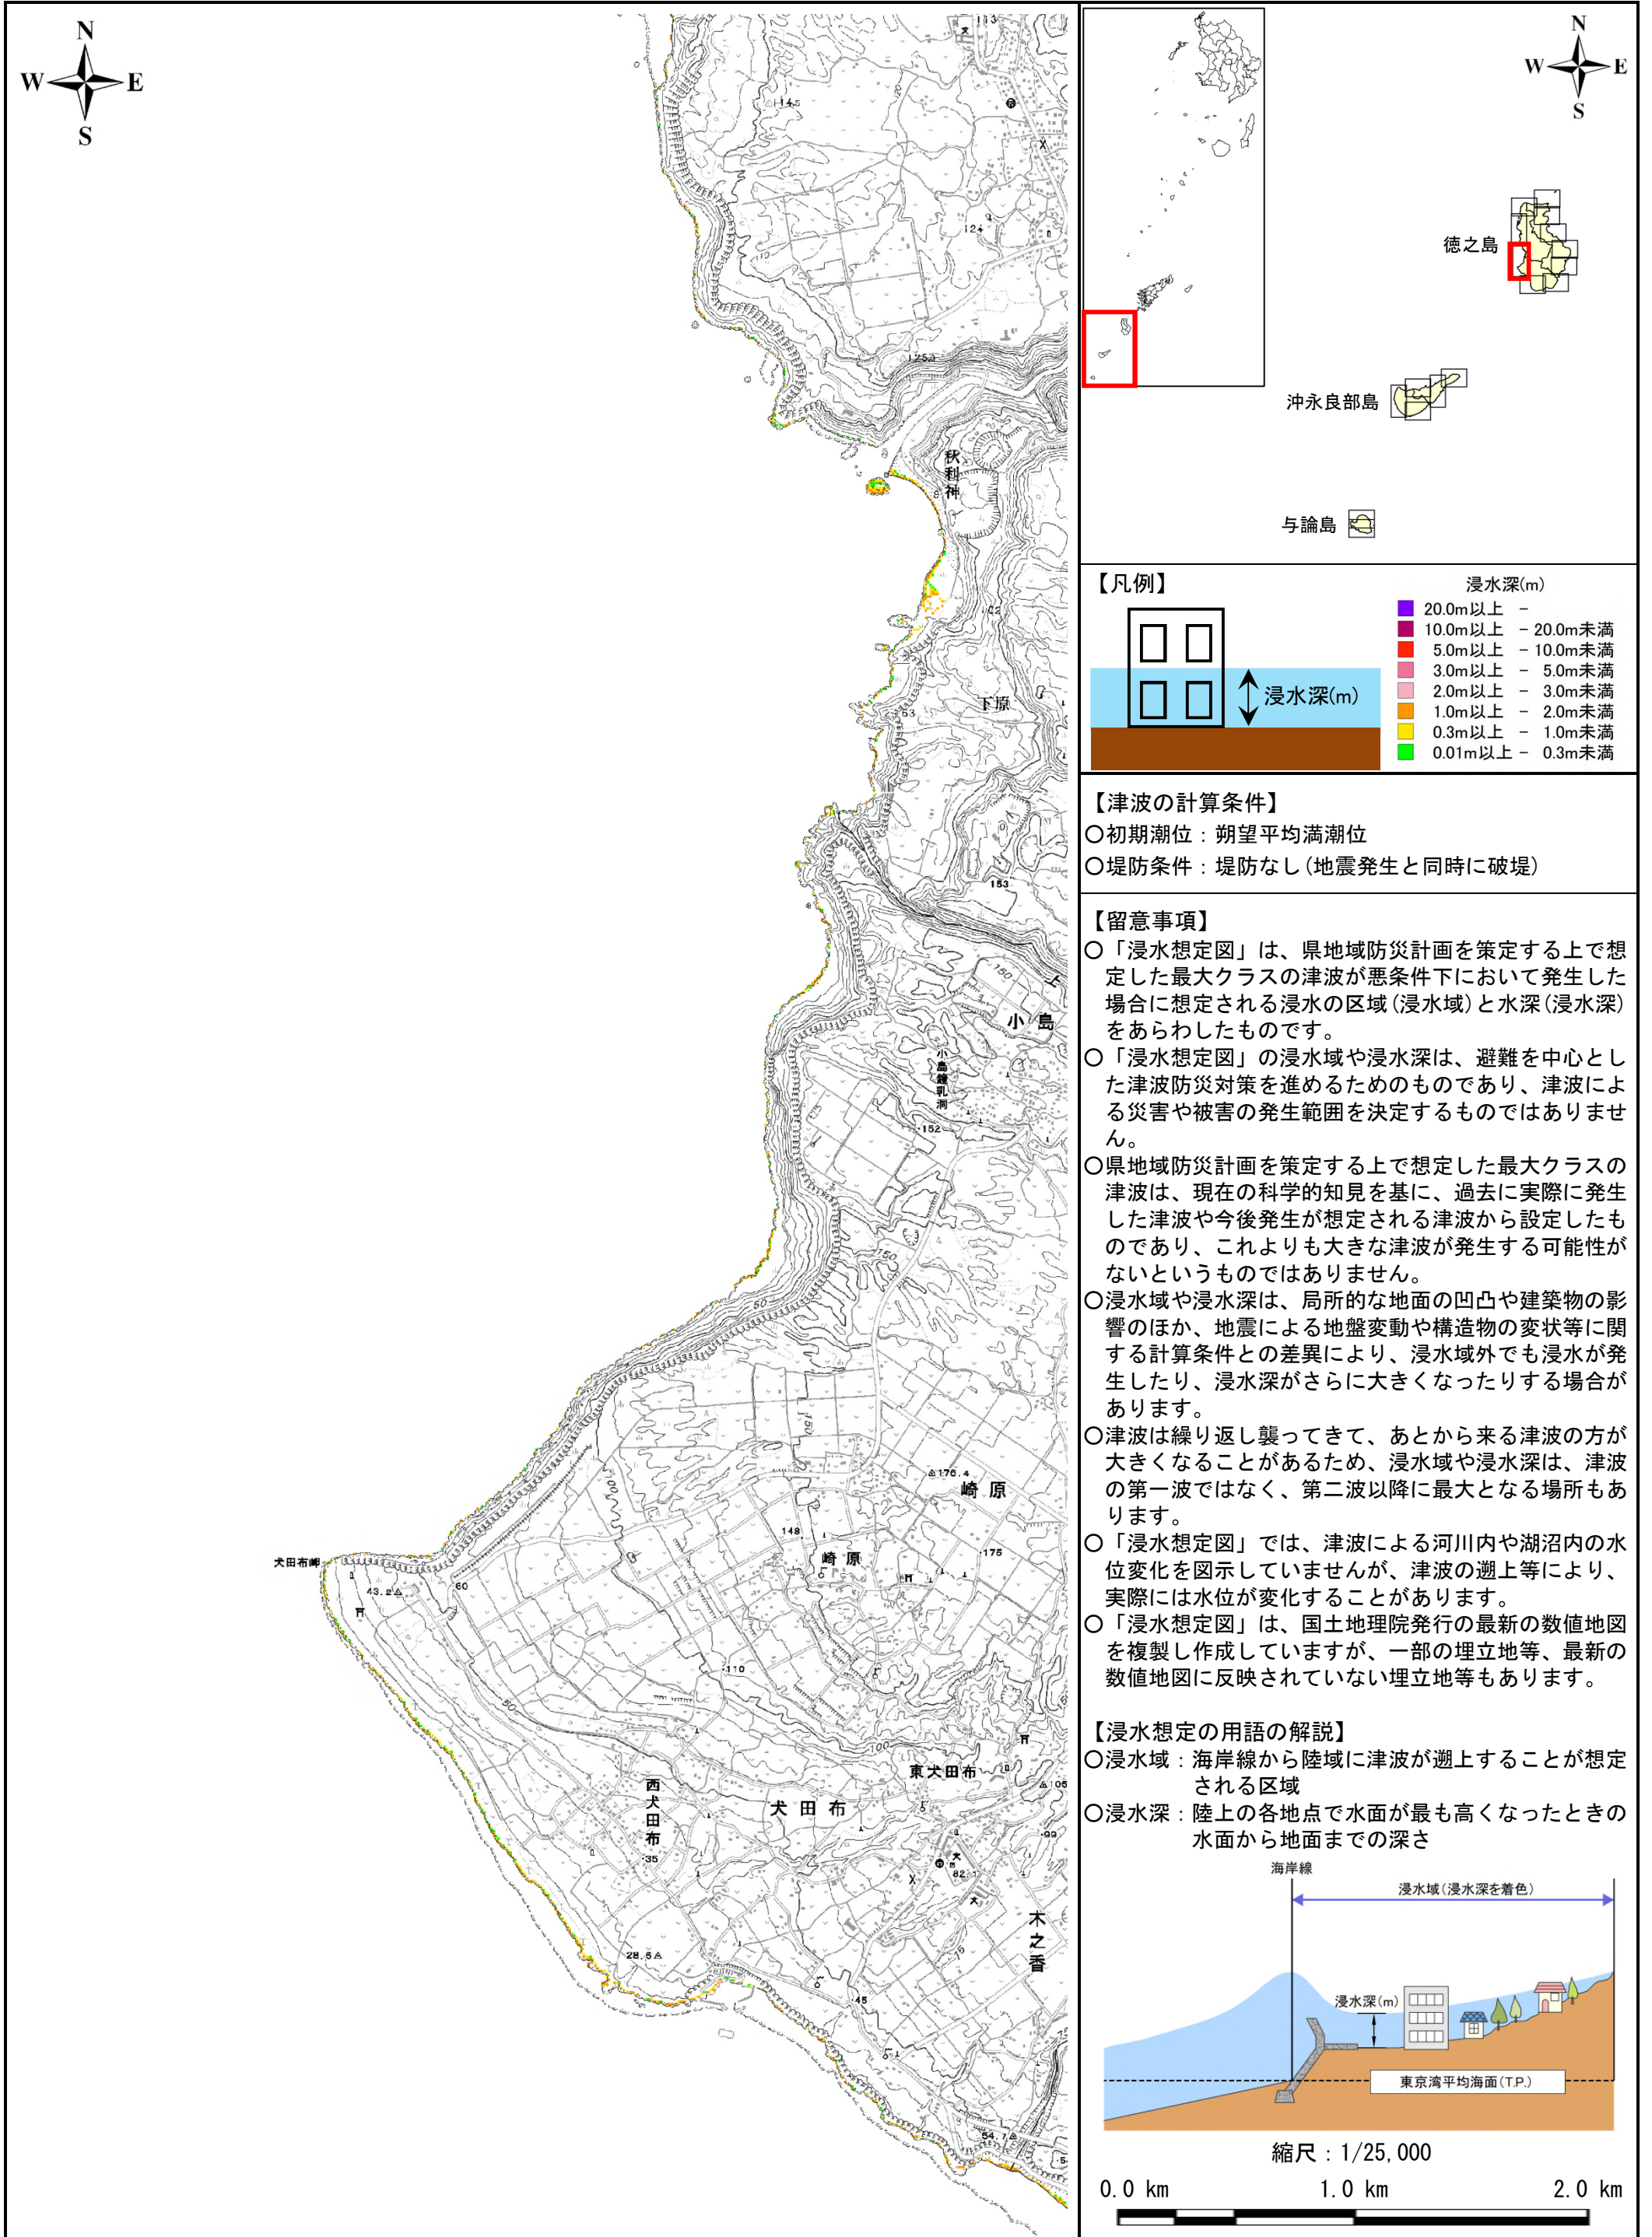 N
W E
S
113
114.5
124
125.3
秋利神
8
102
下原
63
153
150
上
小島
小島鐘乳洞
152
150
50
150
100
176.4
崎原
148
崎原
175
犬田布岬
43.2
60
110
50
100
東犬田布
西犬田布
犬田布
35
99
82.1
木之香
28.5
45
75
54.7
N
W E
S
徳之島
沖永良部島
与論島
【凡例】
浸水深(m)
浸水深(m)
20.0m以上 -
10.0m以上 - 20.0m未満
5.0m以上 - 10.0m未満
3.0m以上 - 5.0m未満
2.0m以上 - 3.0m未満
1.0m以上 - 2.0m未満
0.3m以上 - 1.0m未満
0.01m以上 - 0.3m未満
【津波の計算条件】
○初期潮位：朔望平均満潮位
○堤防条件：堤防なし(地震発生と同時に破堤)
【留意事項】
○「浸水想定図」は、県地域防災計画を策定する上で想
定した最大クラスの津波が悪条件下において発生した
場合に想定される浸水の区域(浸水域)と水深(浸水深)
をあらわしたものです。
○「浸水想定図」の浸水域や浸水深は、避難を中心とし
た津波防災対策を進めるためのものであり、津波によ
る災害や被害の発生範囲を決定するものではありませ
ん。
○県地域防災計画を策定する上で想定した最大クラスの
津波は、現在の科学的知見を基に、過去に実際に発生
した津波や今後発生が想定される津波から設定したも
のであり、これよりも大きな津波が発生する可能性が
ないというものではありません。
○浸水域や浸水深は、局所的な地面の凹凸や建築物の影
響のほか、地震による地盤変動や構造物の変状等に関
する計算条件との差異により、浸水域外でも浸水が発
生したり、浸水深がさらに大きくなったりする場合が
あります。
○津波は繰り返し襲ってきて、あとから来る津波の方が
大きくなることがあるため、浸水域や浸水深は、津波
の第一波ではなく、第二波以降に最大となる場所もあ
ります。
○「浸水想定図」では、津波による河川内や湖沼内の水
位変化を図示していませんが、津波の遡上等により、
実際には水位が変化することがあります。
○「浸水想定図」は、国土地理院発行の最新の数値地図
を複製し作成していますが、一部の埋立地等、最新の
数値地図に反映されていない埋立地等もあります。
【浸水想定の用語の解説】
○浸水域：海岸線から陸域に津波が遡上することが想定
される区域
○浸水深：陸上の各地点で水面が最も高くなったときの
水面から地面までの深さ
海岸線
浸水域(浸水深を着色)
浸水深(m)
東京湾平均海面(T.P.)
縮尺：1/25,000
0.0 km 1.0 km 2.0 km